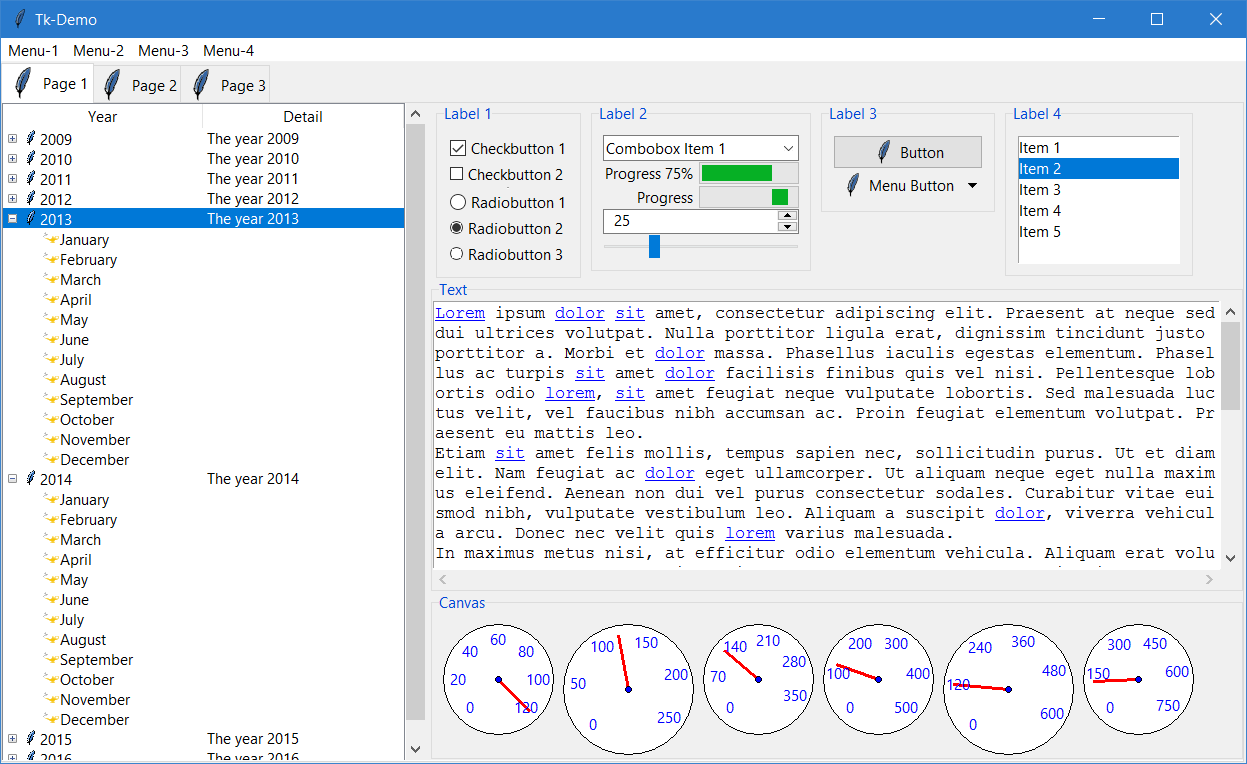 Tk-Demo
Menu-1 Menu-2 Menu-3 Menu-4
Page 1 Page 2 Page 3
Year Detail
2009 The year 2009
2010 The year 2010
2011 The year 2011
2012 The year 2012
2013 The year 2013
January
February
March
April
May
June
July
August
September
October
November
December
2014 The year 2014
January
February
March
April
May
June
July
August
September
October
November
December
2015 The year 2015
2016 The year 2016
Label 1
Checkbutton 1
Checkbutton 2
Radiobutton 1
Radiobutton 2
Radiobutton 3
Label 2
Combobox Item 1
Progress 75%
Progress
25
Label 3
Button
Menu Button
Label 4
Item 1
Item 2
Item 3
Item 4
Item 5
Text
Lorem ipsum dolor sit amet, consectetur adipiscing elit. Praesent at neque sed
dui ultrices volutpat. Nulla porttitor ligula erat, dignissim tincidunt justo
porttitor a. Morbi et dolor massa. Phasellus iaculis egestas elementum. Phasel
lus ac turpis sit amet dolor facilisis finibus quis vel nisi. Pellentesque lob
ortis odio lorem, sit amet feugiat neque vulputate lobortis. Sed malesuada luc
tus velit, vel faucibus nibh accumsan ac. Proin feugiat elementum volutpat. Pr
aesent eu mattis leo.
Etiam sit amet felis mollis, tempus sapien nec, sollicitudin purus. Ut et diam
elit. Nam feugiat ac dolor eget ullamcorper. Ut aliquam neque eget nulla maxim
us eleifend. Aenean non dui vel purus consectetur sodales. Curabitur vitae eui
smod nibh, vulputate vestibulum leo. Aliquam a suscipit dolor, viverra vehicul
a arcu. Donec nec velit quis lorem varius malesuada.
In maximus metus nisi, at efficitur odio elementum vehicula. Aliquam erat volu
Canvas
0 20 40 60 80 100 120
0 50 100 150 200 250
0 70 140 210 280 350
0 100 200 300 400 500
0 120 240 360 480 600
0 150 300 450 600 750